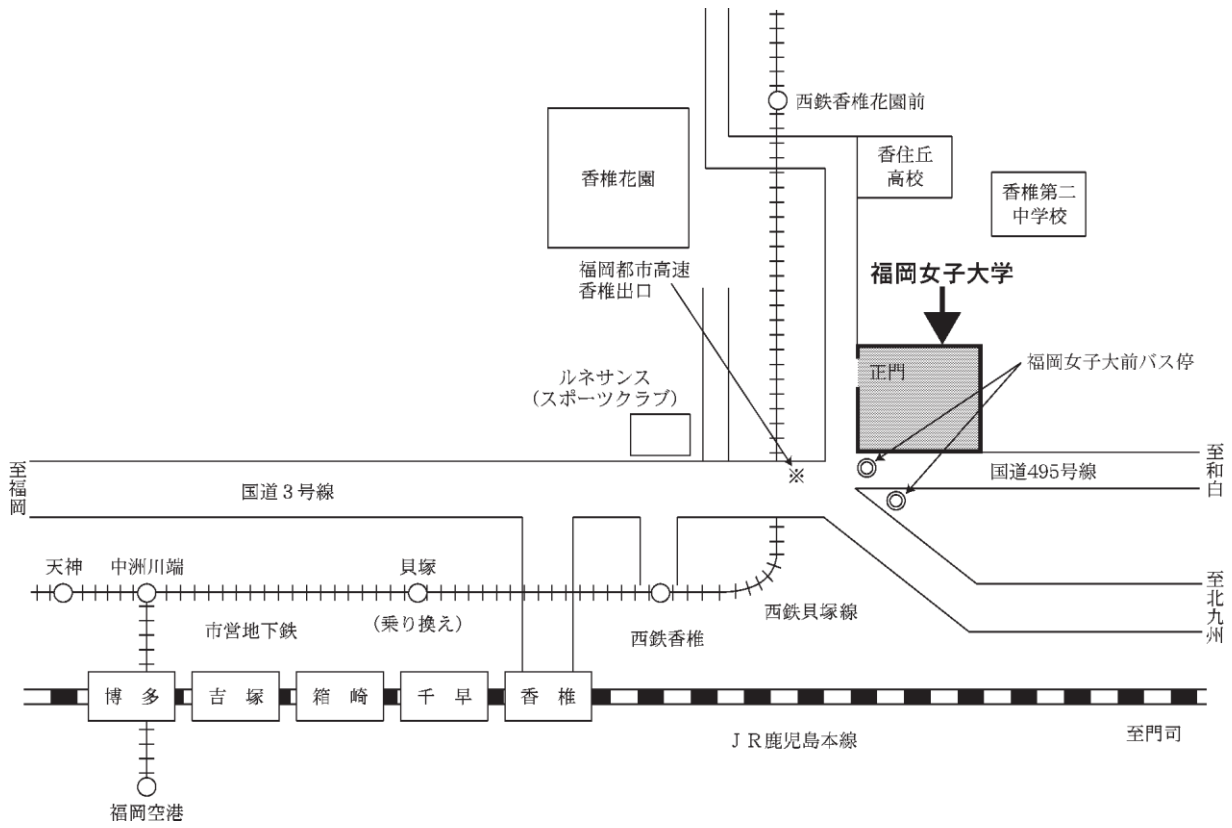 西鉄香椎花園前
香住丘
高校
香椎花園
香椎第二
中学校
福岡都市高速
香椎出口
福岡女子大学
正門
福岡女子大前バス停
ルネサンス
(スポーツクラブ)
至福岡
国道3号線
※
国道495号線
至和白
天神
中洲川端
貝塚
(乗り換え)
市営地下鉄
西鉄香椎
西鉄貝塚線
至北九州
博多
吉塚
箱崎
千早
香椎
JR鹿児島本線
至門司
福岡空港